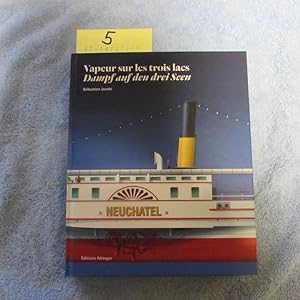 5
Vapeur sur les trois lacs
Dampf auf den drei Seen
Sébastien Jacobi
NEUCHATEL
Editions Attinger